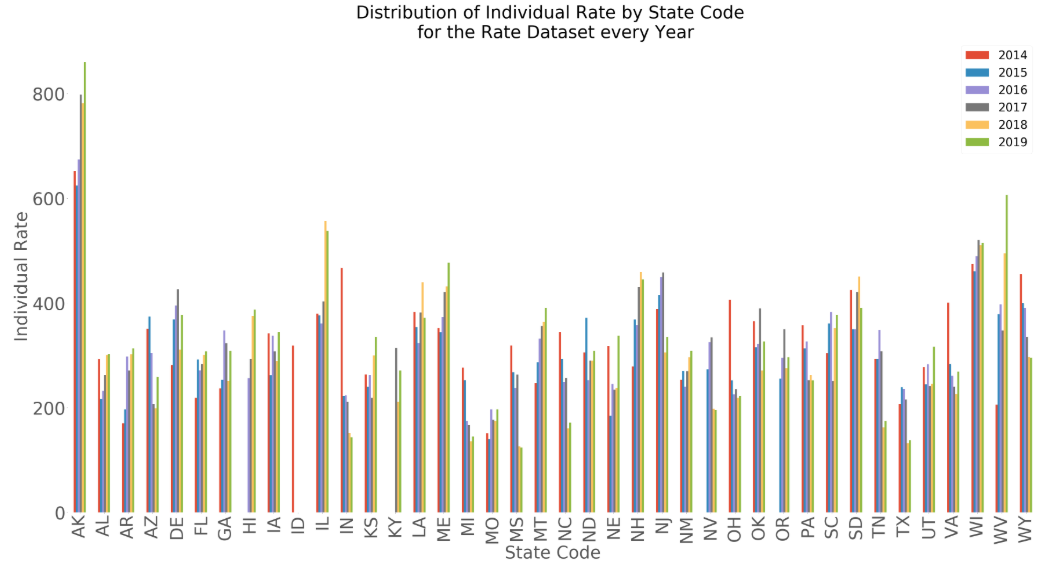 Distribution of Individual Rate by State Code
for the Rate Dataset every Year
2014
2015
2016
2017
2018
2019
Individual Rate
800
600
400
200
0
AK AL AR AZ DE FL GA HI IA ID IL IN KS KY LA ME MI MO MS MT NC ND NE NH NJ NM NV OH OK OR PA SC SD TN TX UT VA WI WV WY
State Code